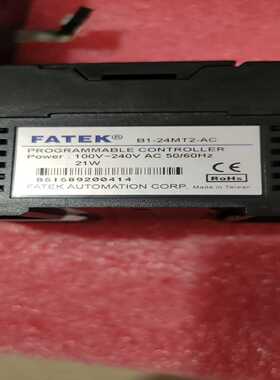 FATEK® B1-24MT2-AC
PROGRAMMABLE CONTROLLER
Power : 100V~240V AC 50/60Hz
21W
B51589200414
FATEK AUTOMATION CORP.
CE
RoHS
Made in Taiwan